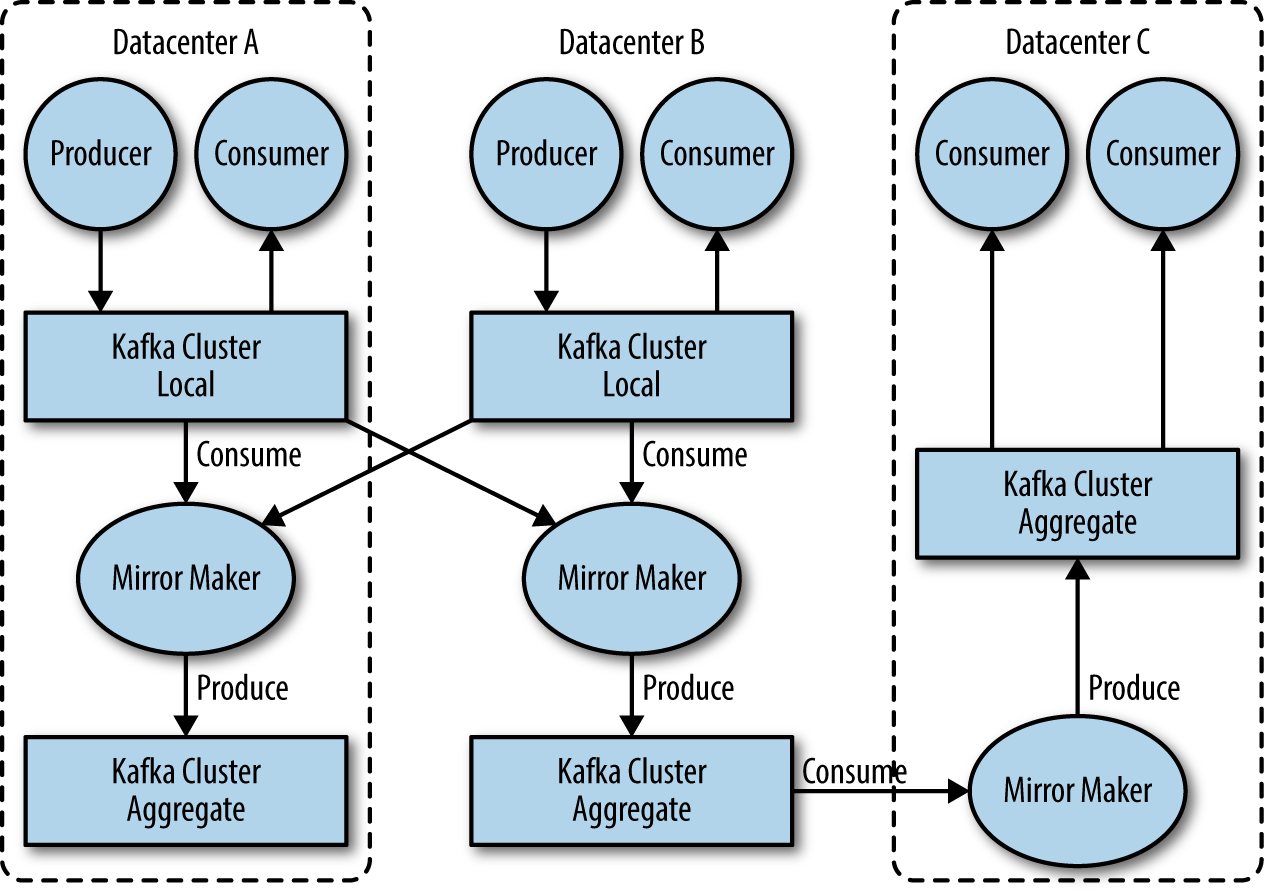 Datacenter A
Datacenter B
Datacenter C
Producer
Consumer
Producer
Consumer
Consumer
Consumer
Kafka Cluster
Local
Kafka Cluster
Local
Consume
Consume
Kafka Cluster
Aggregate
Mirror Maker
Mirror Maker
Produce
Produce
Produce
Kafka Cluster
Aggregate
Kafka Cluster
Aggregate
Consume
Mirror Maker